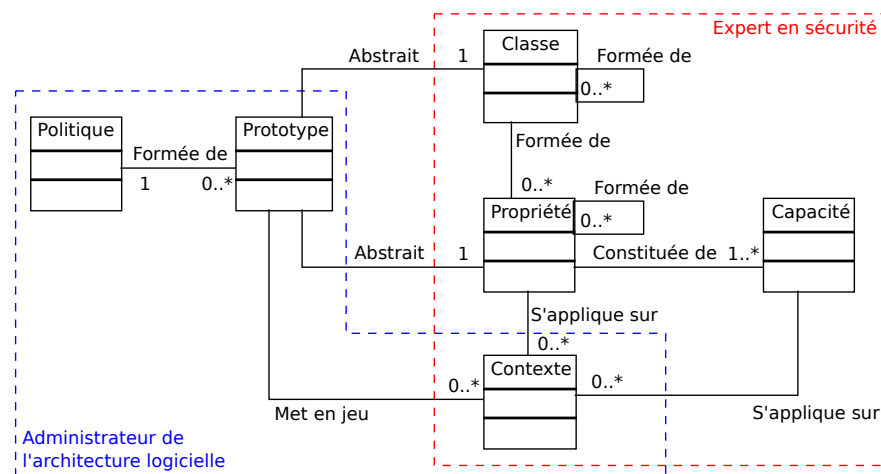 Expert en sécurité
Classe
Abstrait
1
Formée de
0..*
Politique
Prototype
Formée de
1
0..*
Formée de
0..*
Formée de
0..*
Propriété
Capacité
Abstrait
1
Constituée de
1..*
S'applique sur
0..*
Contexte
0..*
0..*
Met en jeu
S'applique sur
Administrateur de
l'architecture logicielle